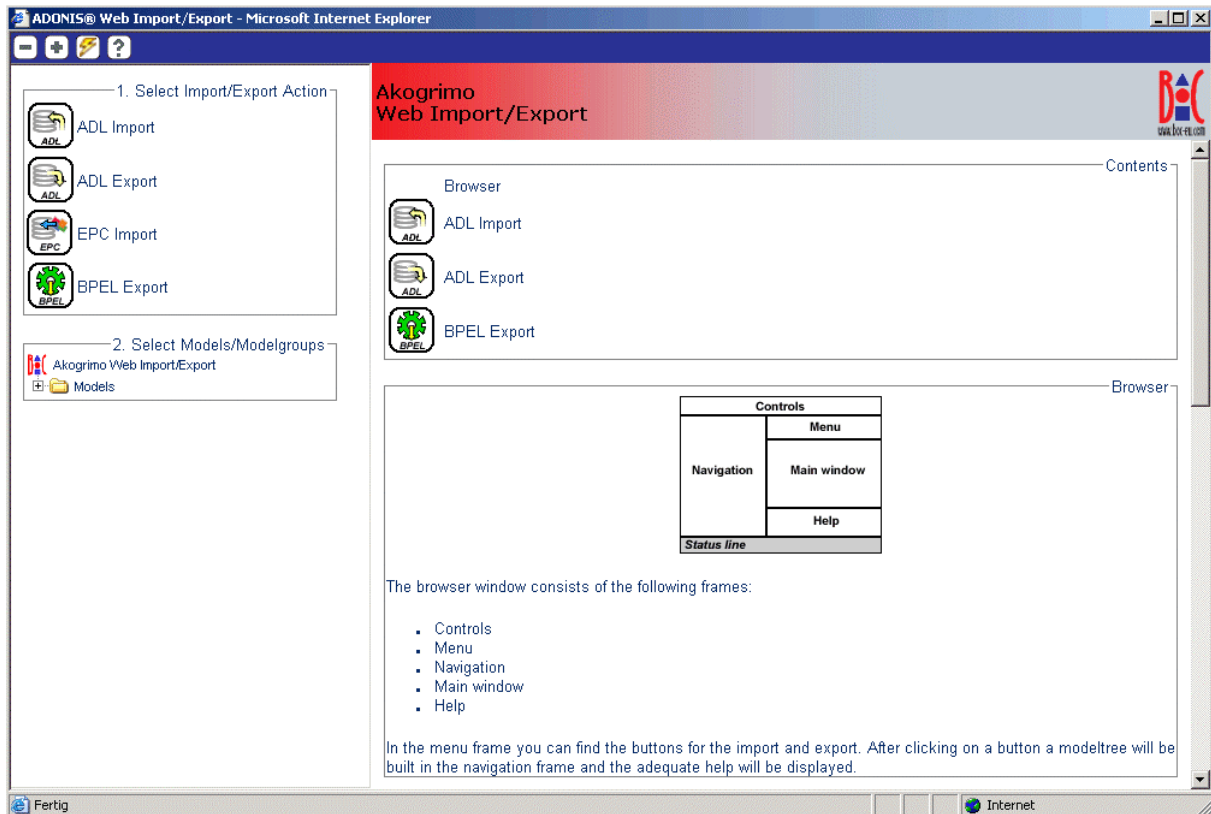 ADONIS® Web Import/Export - Microsoft Internet Explorer
1. Select Import/Export Action
ADL
ADL Import
ADL
ADL Export
EPC
EPC Import
BPEL
BPEL Export
2. Select Models/Modelgroups
Akogrimo Web Import/Export
Models
Akogrimo
Web Import/Export
BOC
www.boc-eu.com
Contents
Browser
ADL
ADL Import
ADL
ADL Export
BPEL
BPEL Export
Browser
Controls
Menu
Navigation
Main window
Help
Status line
The browser window consists of the following frames:
Controls
Menu
Navigation
Main window
Help
In the menu frame you can find the buttons for the import and export. After clicking on a button a modeltree will be
built in the navigation frame and the adequate help will be displayed.
Fertig
Internet